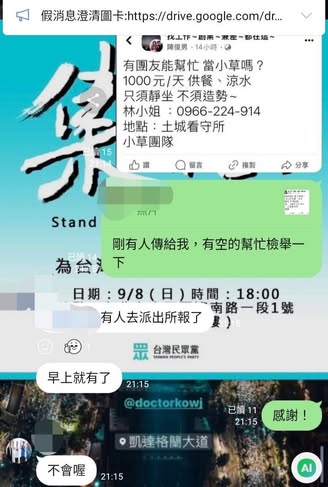 假消息澄清圖卡:https://drive.google.com/dr...
找工作~創業~兼差~都在這~
陳俊男 · 14小時 ·
有團友能幫忙 當小草嗎?
1000元/天 供餐、涼水
只須靜坐 不須造勢~
林小姐 :0966-224-914
地點:土城看守所
小草團隊
讚 留言 複製 分享
集
Stand
剛有人傳給我,有空的幫忙檢舉一下
為台灣
日期:9/8(日)時間:18:00
南路一段1號
有人去派出所報了
1
台灣民眾黨
TAIWAN PEOPLE'S PARTY
早上就有了
21:15
@doctorkowj
已讀 11
21:15
感謝!
凱達格蘭大道
不會喔
21:15
AI